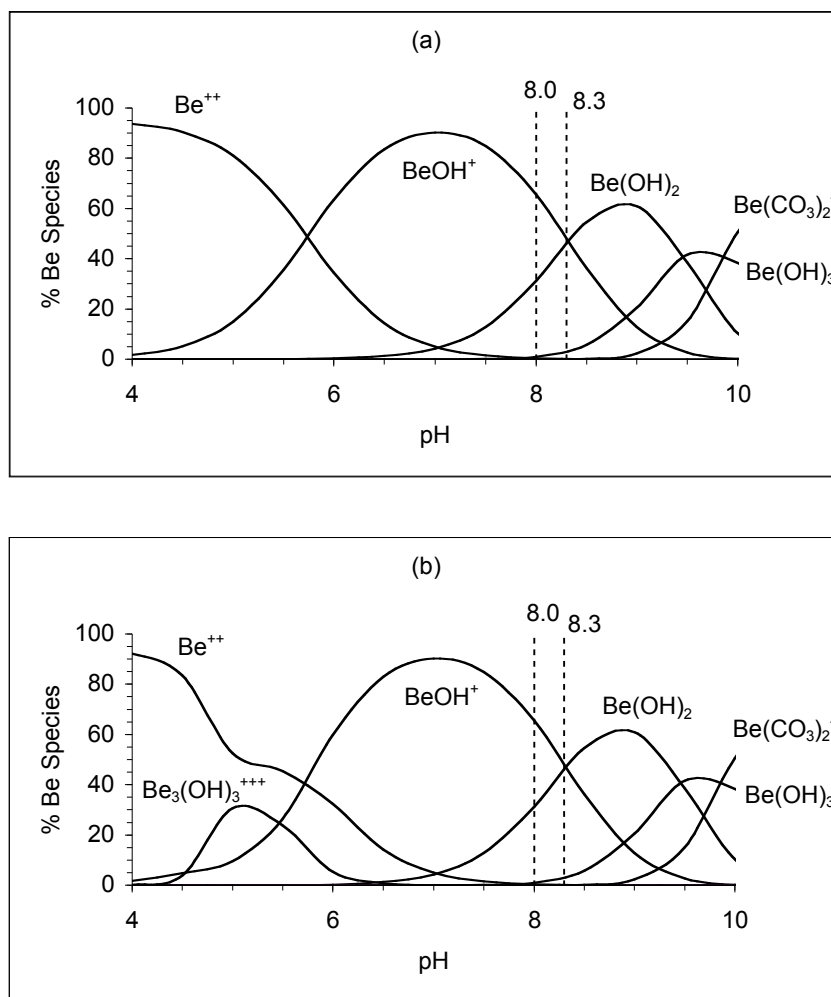 (a)
8.0
8.3
Be⁺⁺
BeOH⁺
Be(OH)₂
Be(CO₃)₂
Be(OH)₃
% Be Species
100
80
60
40
20
0
4 6 8 10
pH
(b)
8.0
8.3
Be⁺⁺
BeOH⁺
Be(OH)₂
Be(CO₃)₂
Be₃(OH)₃⁺⁺⁺
Be(OH)₃
% Be Species
100
80
60
40
20
0
4 6 8 10
pH